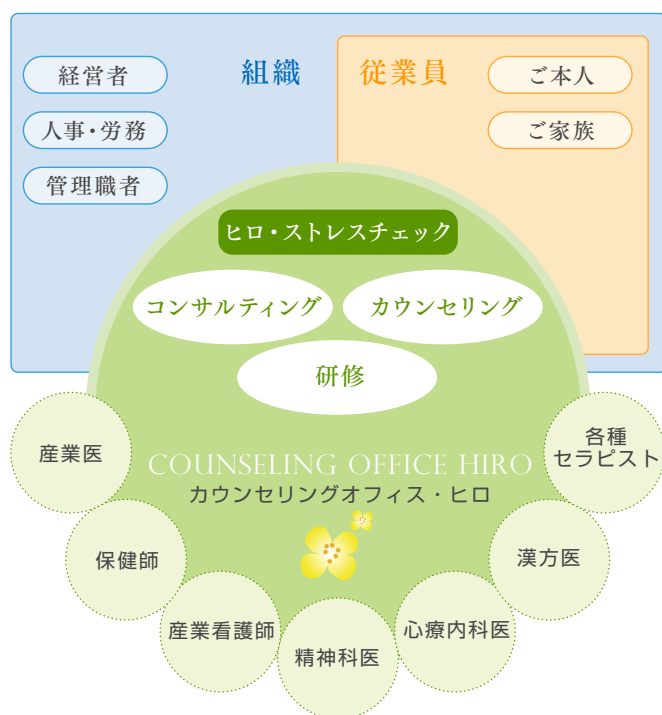 組織
経営者
人事・労務
管理職者
従業員
ご本人
ご家族
ヒロ・ストレスチェック
コンサルティング
カウンセリング
研修
COUNSELING OFFICE HIRO
カウンセリングオフィス・ヒロ
産業医
保健師
産業看護師
精神科医
心療内科医
漢方医
各種
セラピスト